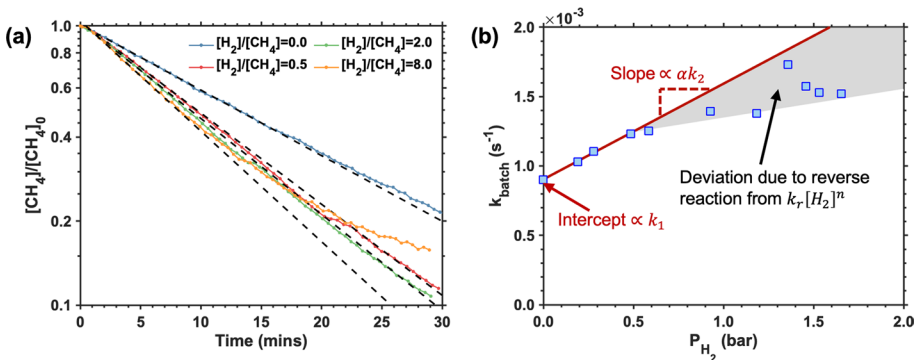 (a)
1.0
0.8
0.6
0.4
0.2
0.1
[CH₄]/[CH₄]₀
[H₂]/[CH₄]=0.0
[H₂]/[CH₄]=2.0
[H₂]/[CH₄]=0.5
[H₂]/[CH₄]=8.0
0 5 10 15 20 25 30
Time (mins)
(b)
×10⁻³
2.0
1.5
1.0
0.5
0.0
k_batch (s⁻¹)
Slope ∝ αk₂
Deviation due to reverse
reaction from kᵣ[H₂]ⁿ
Intercept ∝ k₁
0.0 0.5 1.0 1.5 2.0
P_H₂ (bar)